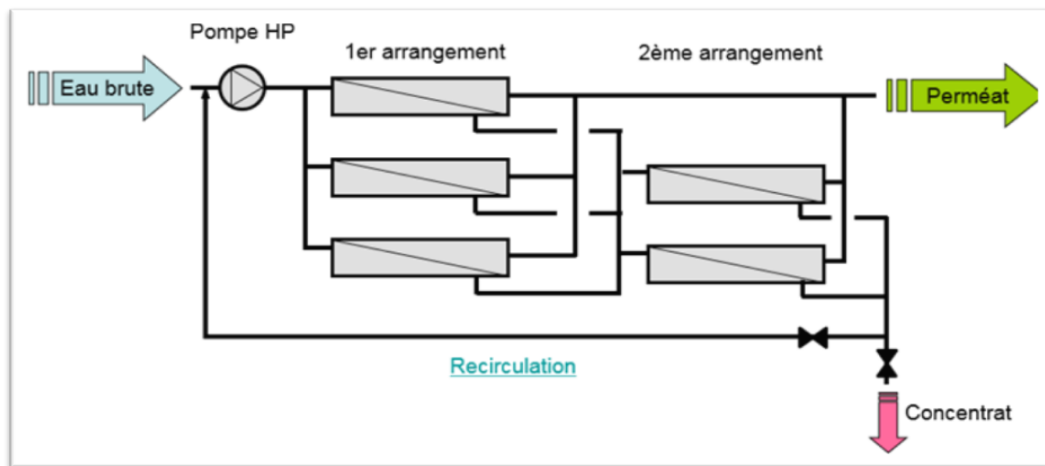 Pompe HP
1er arrangement
2ème arrangement
Eau brute
Perméat
Recirculation
Concentrat